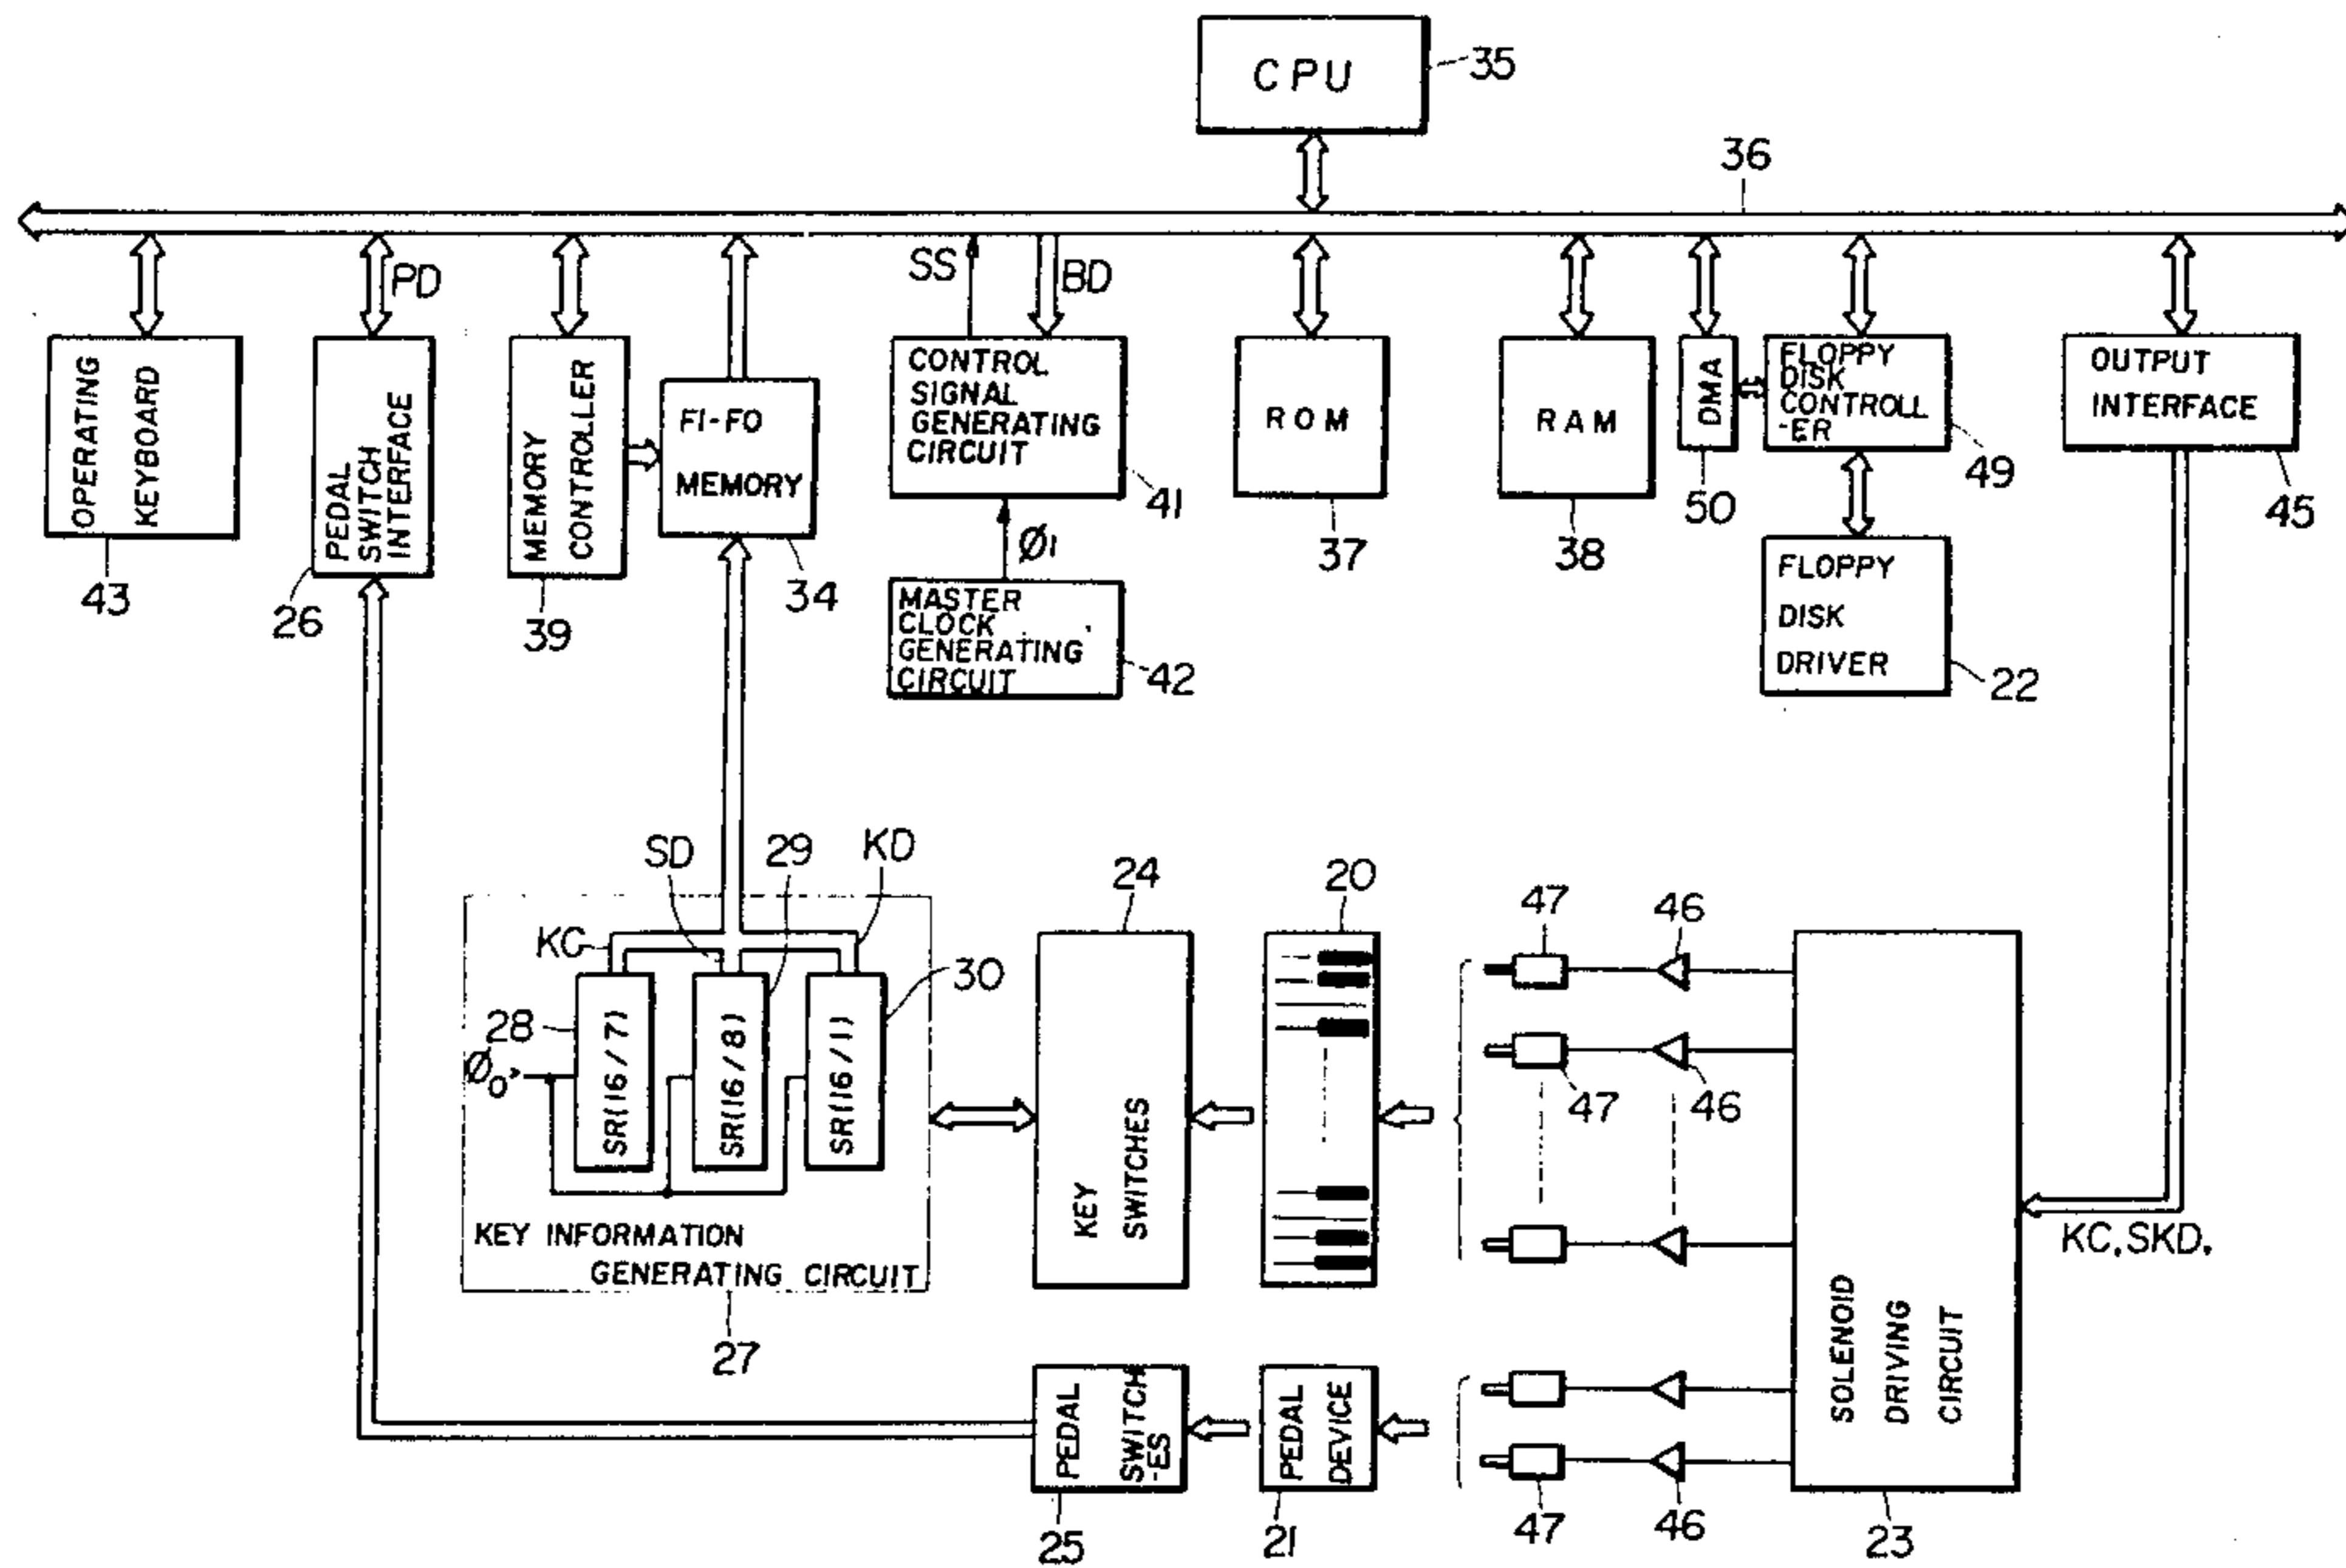 CPU
35
36
SS
BD
PD
OPERATING
KEYBOARD
43
PEDAL
SWITCH
INTERFACE
26
MEMORY
CONTROLLER
39
FI-FO
MEMORY
34
CONTROL
SIGNAL
GENERATING
CIRCUIT
41
Ø1
MASTER
CLOCK
GENERATING
CIRCUIT
42
ROM
37
RAM
38
DMA
50
FLOPPY
DISK
CONTROLL
-ER
49
FLOPPY
DISK
DRIVER
22
OUTPUT
INTERFACE
45
SD
29
KD
KC
30
28
Ø0
SR(16/7)
SR(16/8)
SR(16/1)
KEY INFORMATION
GENERATING CIRCUIT
27
24
KEY
SWITCHES
20
47
46
47
46
KC,SKD,
SOLENOID
DRIVING
CIRCUIT
23
PEDAL
SWITCH
-ES
25
PEDAL
DEVICE
21
47
46